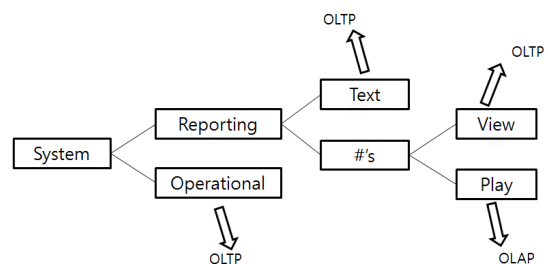 OLTP
OLTP
Text
Reporting
View
System
#'s
Operational
Play
OLTP
OLAP